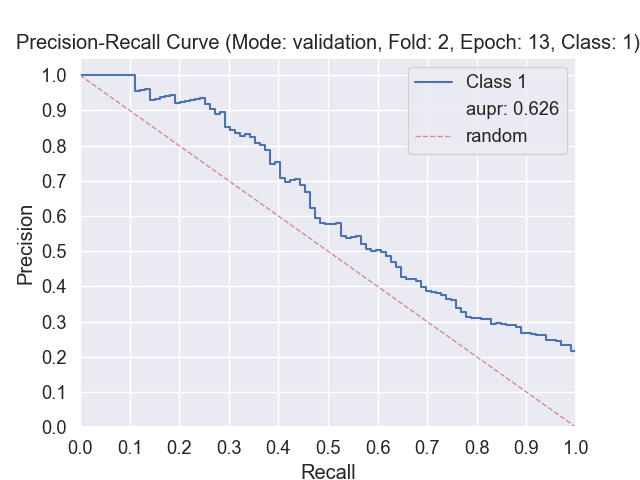 Precision-Recall Curve (Mode: validation, Fold: 2, Epoch: 13, Class: 1)
Class 1
aupr: 0.626
random
Precision
1.0
0.9
0.8
0.7
0.6
0.5
0.4
0.3
0.2
0.1
0.0
0.0 0.1 0.2 0.3 0.4 0.5 0.6 0.7 0.8 0.9 1.0
Recall